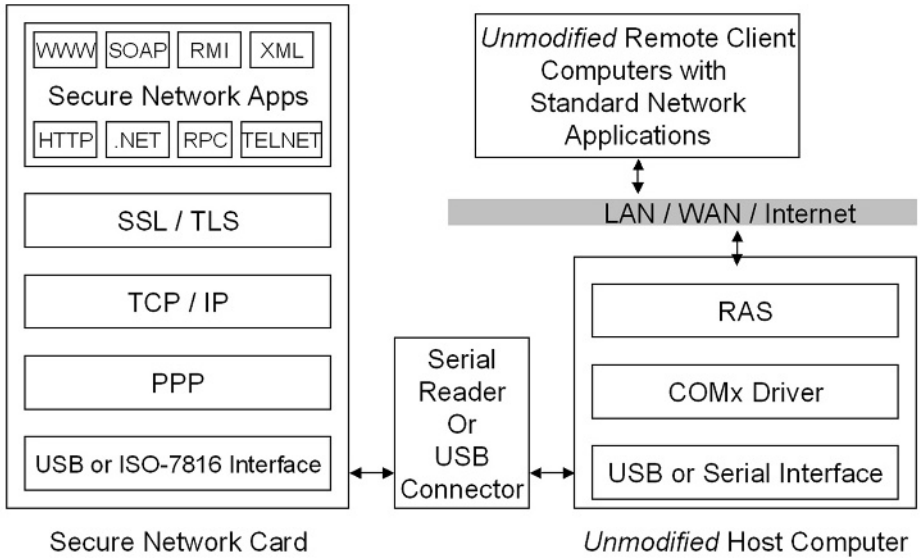 WWW SOAP RMI XML
Secure Network Apps
HTTP .NET RPC TELNET
SSL / TLS
TCP / IP
PPP
USB or ISO-7816 Interface
Secure Network Card
Serial
Reader
Or
USB
Connector
Unmodified Remote Client
Computers with
Standard Network
Applications
LAN / WAN / Internet
RAS
COMx Driver
USB or Serial Interface
Unmodified Host Computer